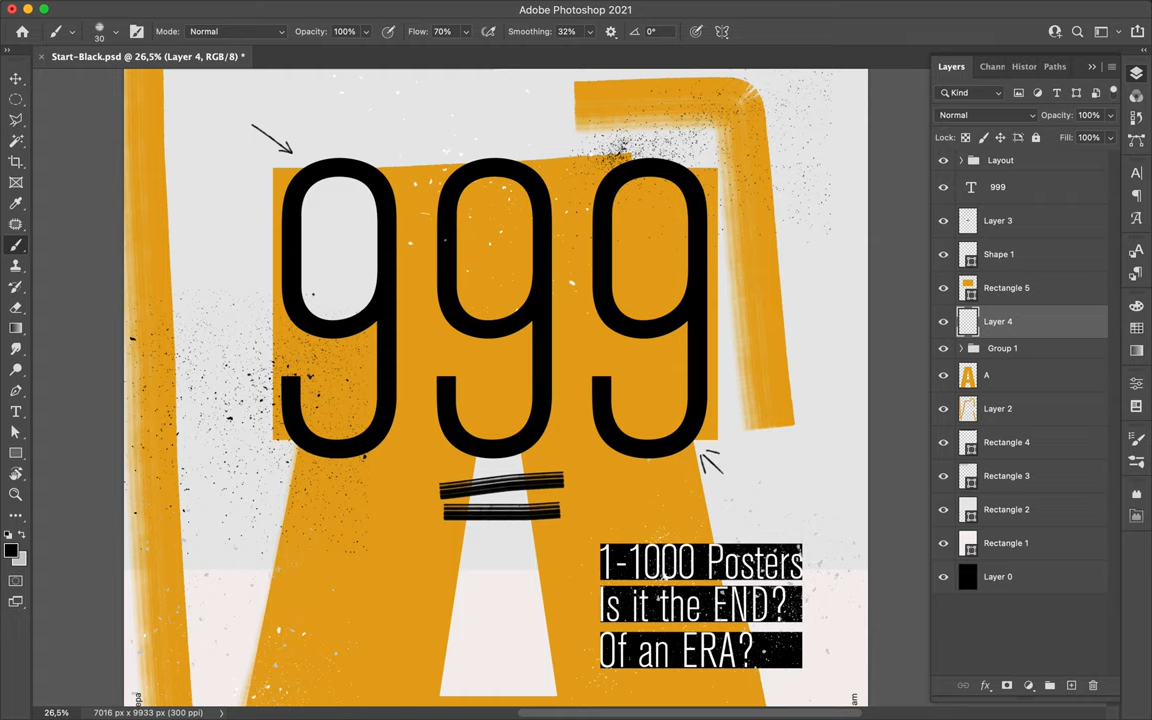 Adobe Photoshop 2021
30
Mode: Normal
Opacity: 100%
Flow: 70%
Smoothing: 32%
0°
Start-Black.psd @ 26,5% (Layer 4, RGB/8) *
Layers
Chann
Histor
Paths
Kind
Normal
Opacity: 100%
Lock:
Fill: 100%
Layout
999
Layer 3
Shape 1
Rectangle 5
Layer 4
Group 1
A
Layer 2
Rectangle 4
Rectangle 3
Rectangle 2
Rectangle 1
Layer 0
999
1-1000 Posters
Is it the END?
Of an ERA?
26,5%
7016 px x 9933 px (300 ppi)